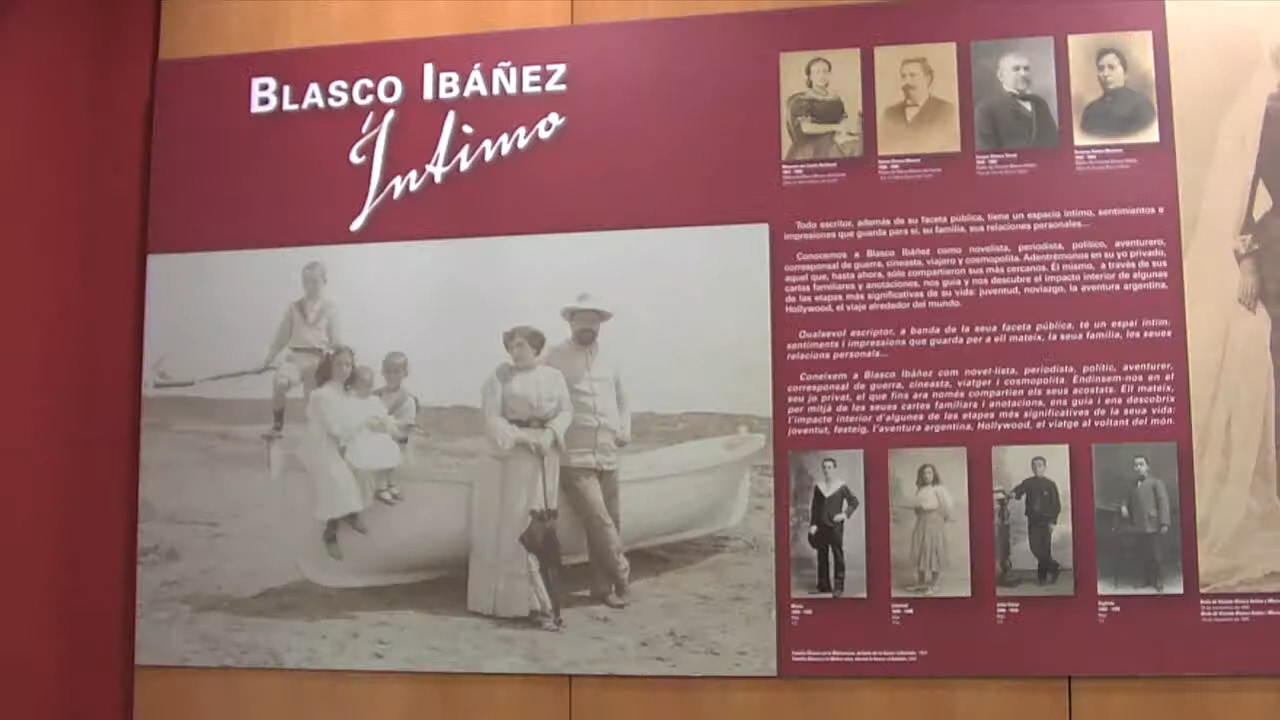 BLASCO IBÁÑEZ
Íntimo
Todo escritor, además de su faceta pública, tiene un espacio íntimo, sentimientos e
impresiones que guarda para sí, su familia, sus relaciones personales...
Conocemos a Blasco Ibáñez como novelista, periodista, político, aventurero,
corresponsal de guerra, cineasta, viajero y cosmopolita. Adentrémonos en su yo privado,
aquel que, hasta ahora, sólo compartieron sus más cercanos. Él mismo, a través de sus
cartas familiares y anotaciones, nos guía y nos descubre el impacto interior de algunas
de las etapas más significativas de su vida: juventud, noviazgo, la aventura argentina,
Hollywood, el viaje alrededor del mundo.
Qualsevol escriptor, a banda de la seua faceta pública, té un espai íntim,
sentiments i impressions que guarda per a ell mateix, la seua família, les seues
relacions personals...
Coneixem a Blasco Ibáñez com novel·lista, periodista, polític, aventurer,
corresponsal de guerra, cineasta, viatger i cosmopolita. Endinsem-nos en el
seu jo privat, el que fins ara només compartien els seus acostats. Ell mateix,
per mitjà de les seues cartes familiars i anotacions, ens guia i ens descobrix
l'impacte interior d'algunes de les etapes més significatives de la seua vida:
joventut, festeig, l'aventura argentina, Hollywood, el viatge al voltant del món.